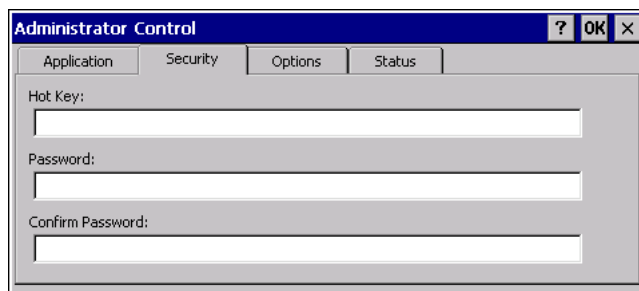 Administrator Control ? OK ×
Application Security Options Status
Hot Key:
Password:
Confirm Password: